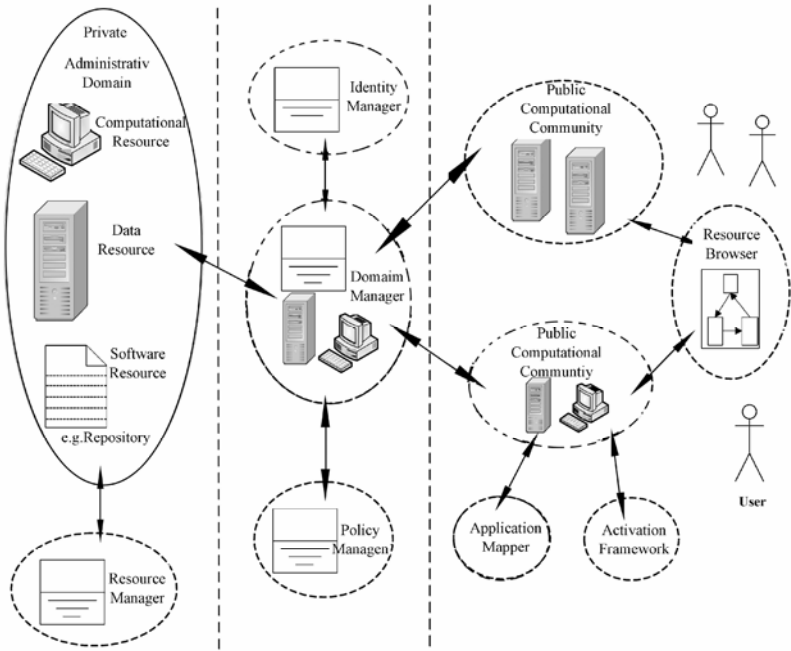 Private
Administrativ
Domain
Computational
Resource
Data
Resource
Software
Resource
e.g.Repository
Resource
Manager
Identity
Manager
Domaim
Manager
Policy
Managen
Public
Computational
Community
Public
Computational
Communtiy
Application
Mapper
Activation
Framework
Resource
Browser
User